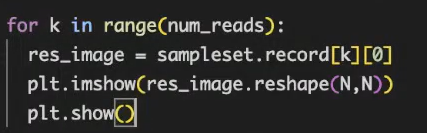 for k in range(num_reads):
res_image = sampleset.record[k][0]
plt.imshow(res_image.reshape(N,N))
plt.show()